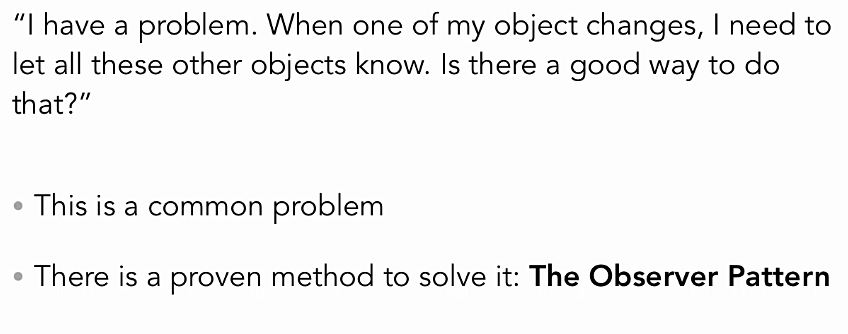 “I have a problem. When one of my object changes, I need to
let all these other objects know. Is there a good way to do
that?”
• This is a common problem
• There is a proven method to solve it: The Observer Pattern